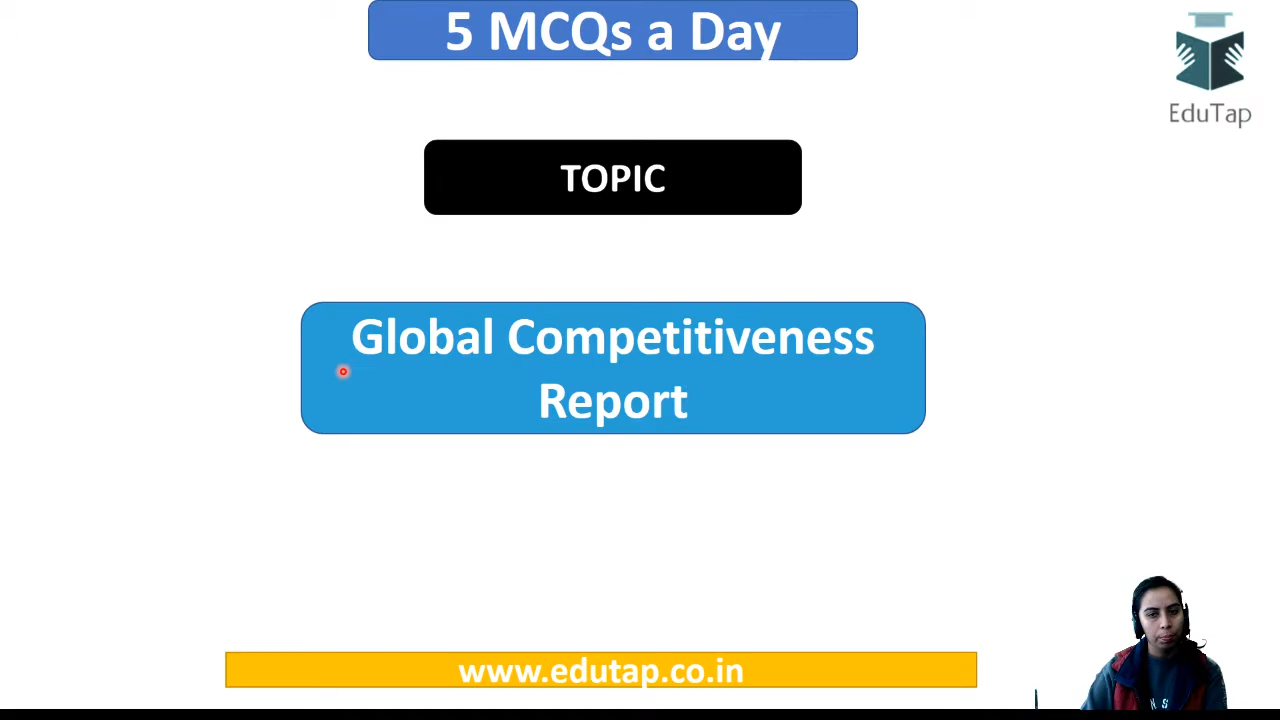 5 MCQs a Day
EduTap
TOPIC
Global Competitiveness
Report
www.edutap.co.in